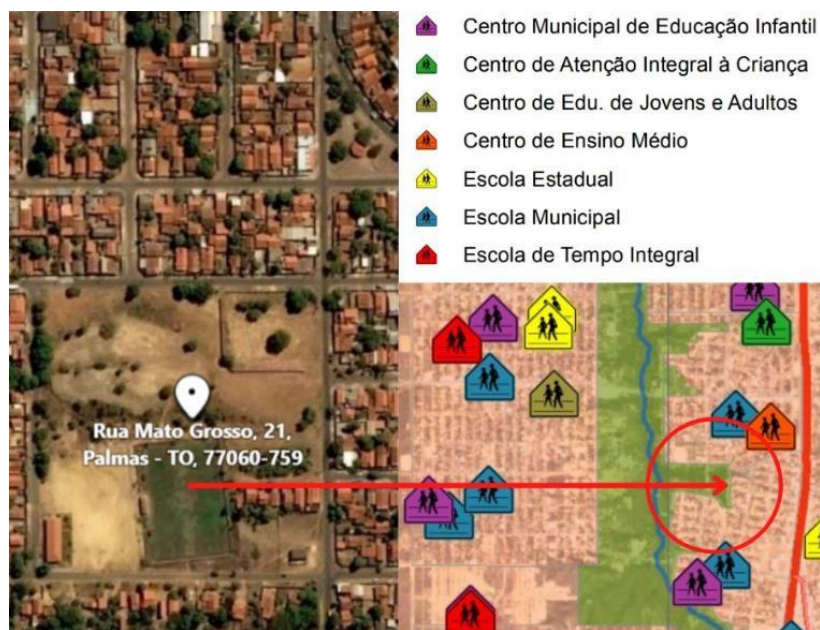 Centro Municipal de Educação Infantil
Centro de Atenção Integral à Criança
Centro de Edu. de Jovens e Adultos
Centro de Ensino Médio
Escola Estadual
Escola Municipal
Escola de Tempo Integral
Rua Mato Grosso, 21,
Palmas - TO, 77060-759